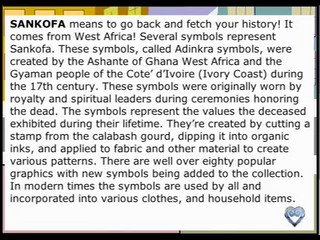 SANKOFA means to go back and fetch your history! It
comes from West Africa! Several symbols represent
Sankofa. These symbols, called Adinkra symbols, were
created by the Ashante of Ghana West Africa and the
Gyaman people of the Cote’ d’Ivoire (Ivory Coast) during
the 17th century. These symbols were originally worn by
royalty and spiritual leaders during ceremonies honoring
the dead. The symbols represent the values the deceased
exhibited during their lifetime. They’re created by cutting a
stamp from the calabash gourd, dipping it into organic
inks, and applied to fabric and other material to create
various patterns. There are well over eighty popular
graphics with new symbols being added to the collection.
In modern times the symbols are used by all and
incorporated into various clothes, and household items.